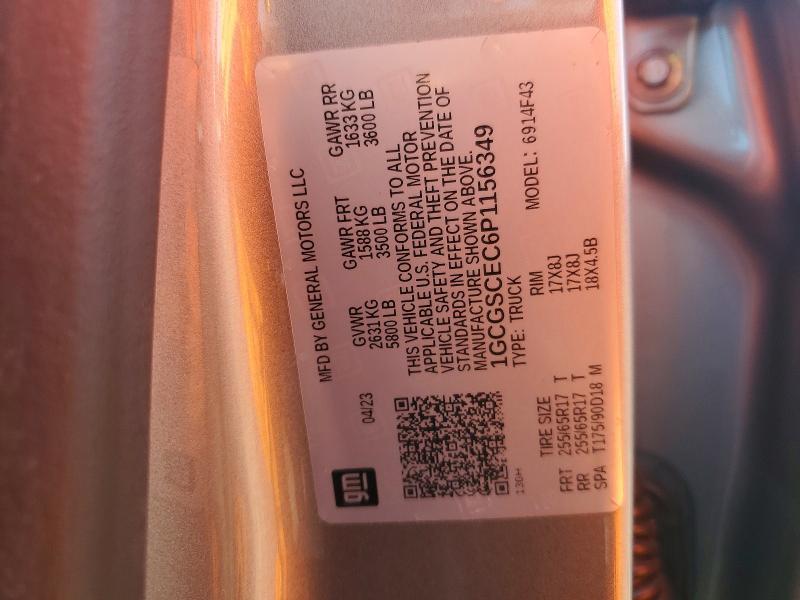 gm
04/23
MFD BY GENERAL MOTORS LLC
GVWR GAWR FRT GAWR RR
2631 KG 1588 KG 1633 KG
5800 LB 3500 LB 3600 LB
THIS VEHICLE CONFORMS TO ALL
APPLICABLE U.S. FEDERAL MOTOR
VEHICLE SAFETY AND THEFT PREVENTION
STANDARDS IN EFFECT ON THE DATE OF
MANUFACTURE SHOWN ABOVE.
1GCGSCEC6P1156349
TYPE: TRUCK MODEL: 6914F43
130H
TIRE SIZE RIM
FRT 255/65R17 T 17X8J
RR 255/65R17 T 17X8J
SPA T175/90D18 M 18X4.5B